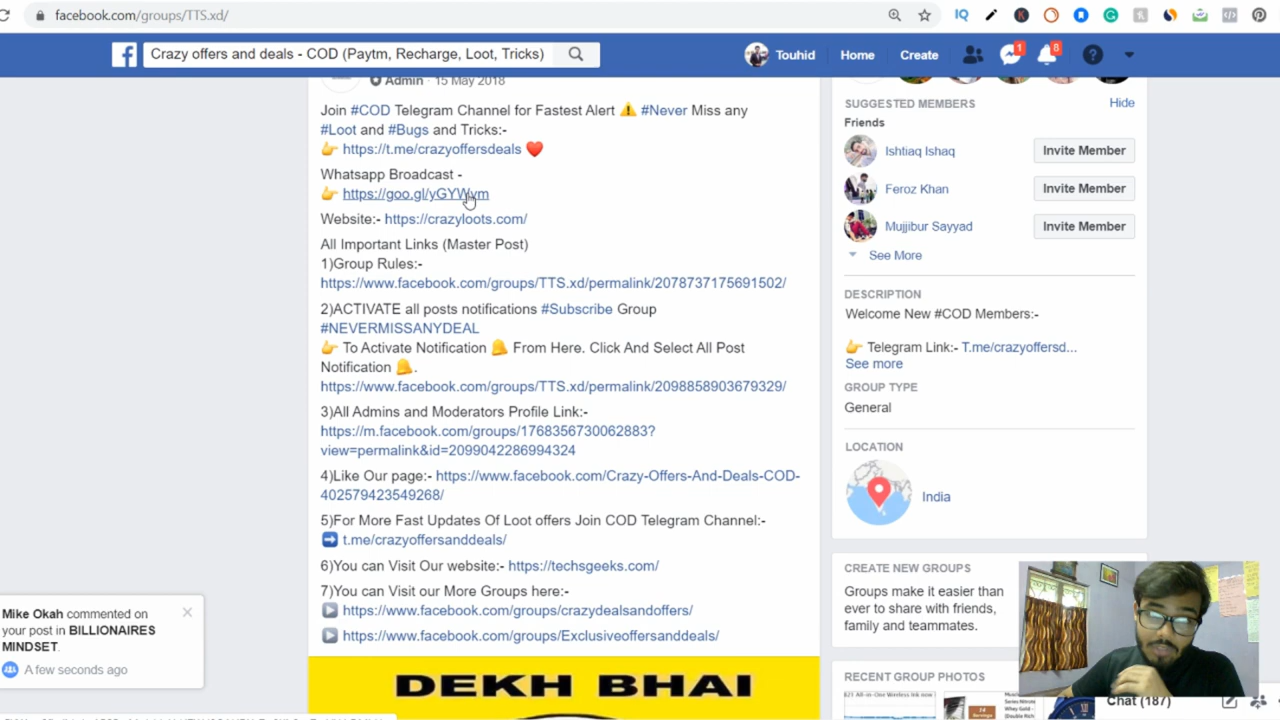 facebook.com/groups/TTS.xd/
Crazy offers and deals - COD (Paytm, Recharge, Loot, Tricks)
Touhid
Home
Create
1
8
Admin · 15 May 2018
Join #COD Telegram Channel for Fastest Alert ⚠️ #Never Miss any
#Loot and #Bugs and Tricks:-
👉 https://t.me/crazyoffersdeals ❤️
Whatsapp Broadcast -
👉 https://goo.gl/yGYWym
Website:- https://crazyloots.com/
All Important Links (Master Post)
1)Group Rules:-
https://www.facebook.com/groups/TTS.xd/permalink/2078737175691502/
2)ACTIVATE all posts notifications #Subscribe Group
#NEVERMISSANYDEAL
👉 To Activate Notification 🔔 From Here. Click And Select All Post
Notification 🔔.
https://www.facebook.com/groups/TTS.xd/permalink/2098858903679329/
3)All Admins and Moderators Profile Link:-
https://m.facebook.com/groups/1768356730062883?
view=permalink&id=2099042286994324
4)Like Our page:- https://www.facebook.com/Crazy-Offers-And-Deals-COD-
402579423549268/
5)For More Fast Updates Of Loot offers Join COD Telegram Channel:-
➡️ t.me/crazyoffersanddeals/
6)You can Visit Our website:- https://techsgeeks.com/
7)You can Visit our More Groups here:-
▶️ https://www.facebook.com/groups/crazydealsandoffers/
▶️ https://www.facebook.com/groups/Exclusiveoffersanddeals/
DEKH BHAI
SUGGESTED MEMBERS
Hide
Friends
Ishtiaq Ishaq
Invite Member
Feroz Khan
Invite Member
Mujjibur Sayyad
Invite Member
See More
DESCRIPTION
Welcome New #COD Members:-
👉 Telegram Link:- T.me/crazyoffersd...
See more
GROUP TYPE
General
LOCATION
India
CREATE NEW GROUPS
Groups make it easier than
ever to share with friends,
family and teammates.
RECENT GROUP PHOTOS
Chat (187)
Mike Okah commented on
your post in BILLIONAIRES
MINDSET.
A few seconds ago